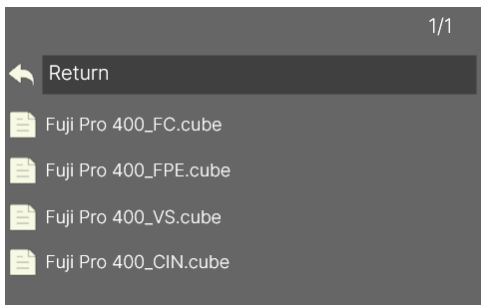 1/1
Return
Fuji Pro 400_FC.cube
Fuji Pro 400_FPE.cube
Fuji Pro 400_VS.cube
Fuji Pro 400_CIN.cube